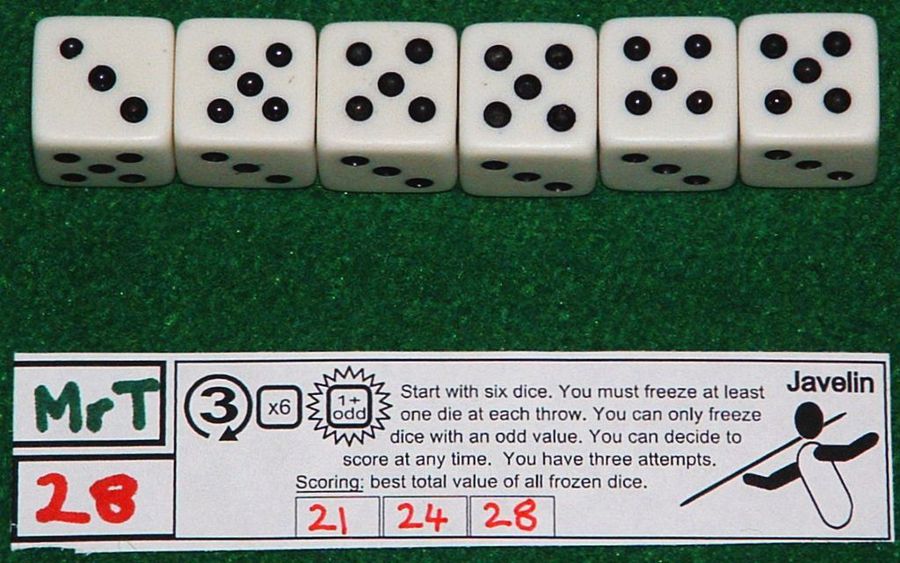 MrT
28
3
x6
1+
odd
Javelin
Start with six dice. You must freeze at least
one die at each throw. You can only freeze
dice with an odd value. You can decide to
score at any time. You have three attempts.
Scoring: best total value of all frozen dice.
21 24 28